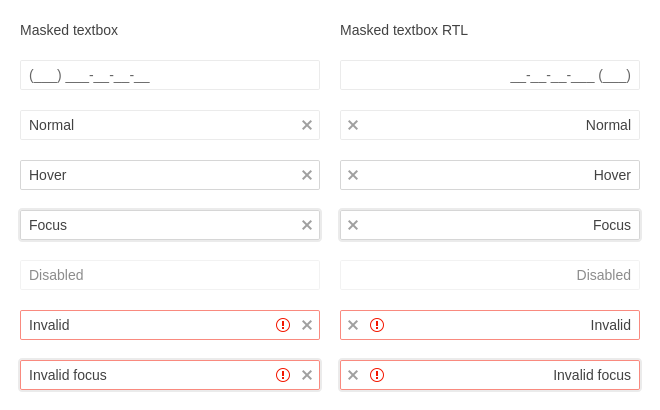 Masked textbox
(___) ___-__-__-__
Normal
Hover
Focus
Disabled
Invalid
Invalid focus
Masked textbox RTL
__-__-__-___ (___)
Normal
Hover
Focus
Disabled
Invalid
Invalid focus